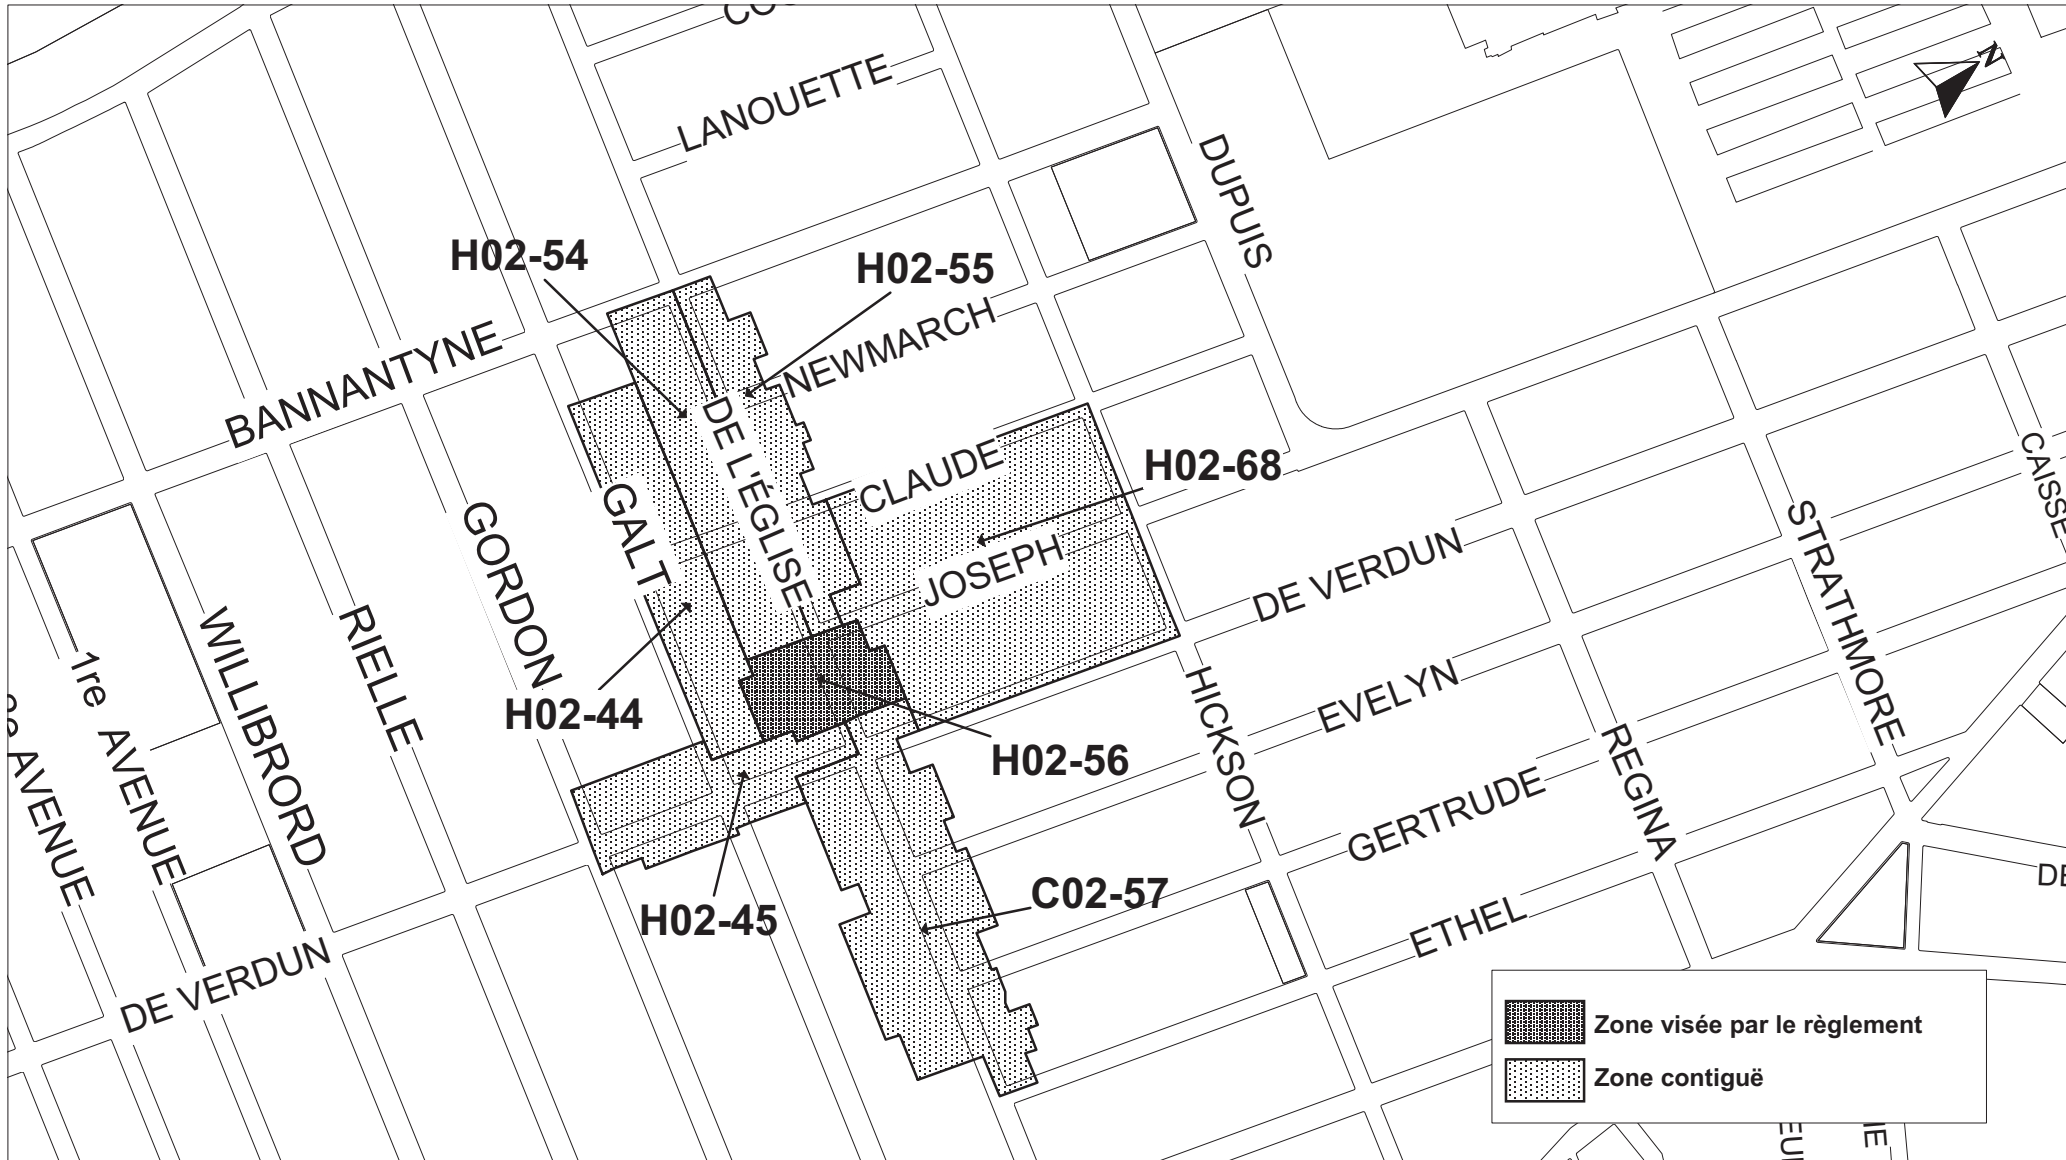 LANOUETTE
N
DUPUIS
H02-54
H02-55
NEWMARCH
BANNANTYNE
DE L'ÉGLISE
CLAUDE
H02-68
CAISSE
GALT
GORDON
STRATHMORE
JOSEPH
DE VERDUN
WILLIBRORD
RIELLE
1re AVENUE
AVENUE
H02-44
HICKSON
EVELYN
H02-56
REGINA
GERTRUDE
C02-57
H02-45
ETHEL
DE
DE VERDUN
Zone visée par le règlement
Zone contiguë